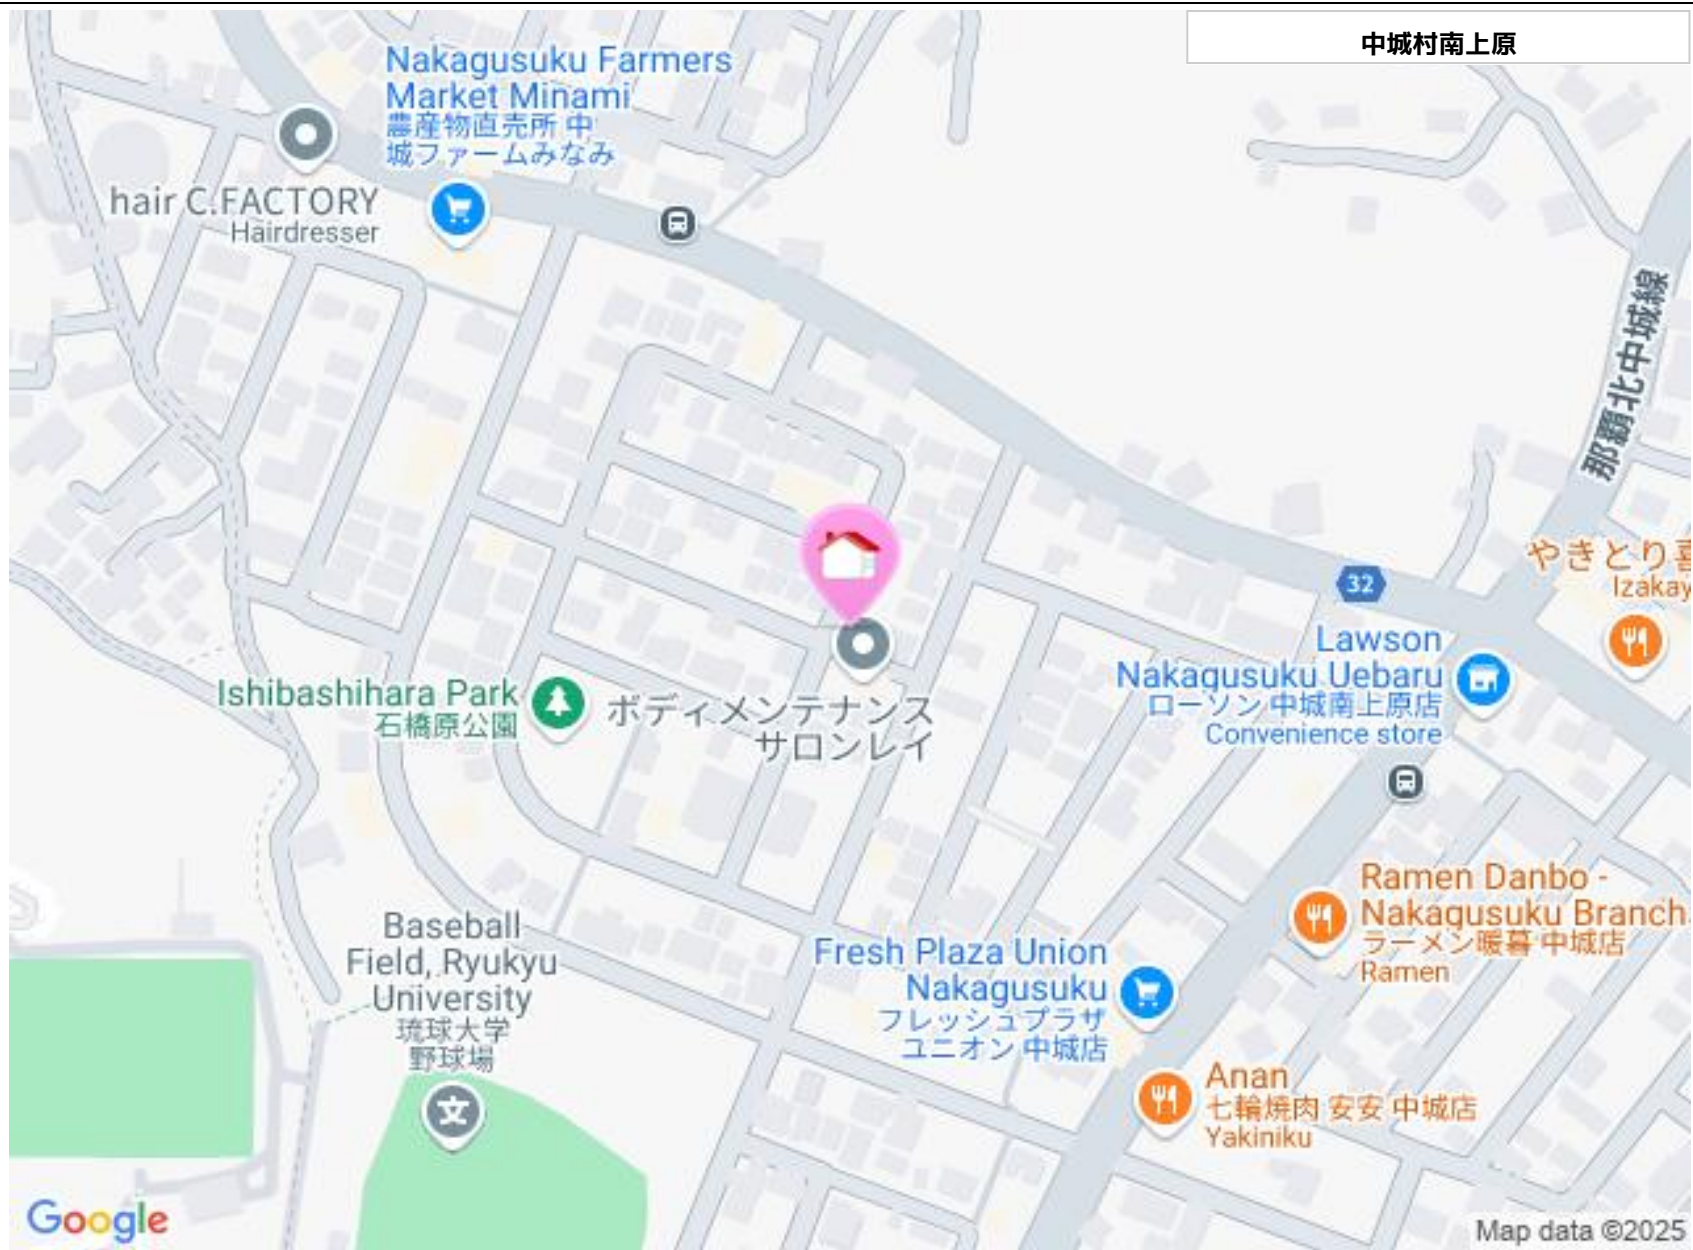 中城村南上原
Nakagusuku Farmers
Market Minami
農産物直売所 中
城ファームみなみ
hair C.FACTORY
Hairdresser
那覇北中城線
32
やきとり喜
Izakay
Lawson
Nakagusuku Uebaru
ローソン 中城南上原店
Convenience store
Ishibashihara Park
石橋原公園
ボディメンテナンス
サロンレイ
Ramen Danbo -
Nakagusuku Branch
ラーメン暖暮 中城店
Ramen
Baseball
Field, Ryukyu
University
琉球大学
野球場
文
Fresh Plaza Union
Nakagusuku
フレッシュプラザ
ユニオン 中城店
Anan
七輪焼肉 安安 中城店
Yakiniku
Google
Map data ©2025